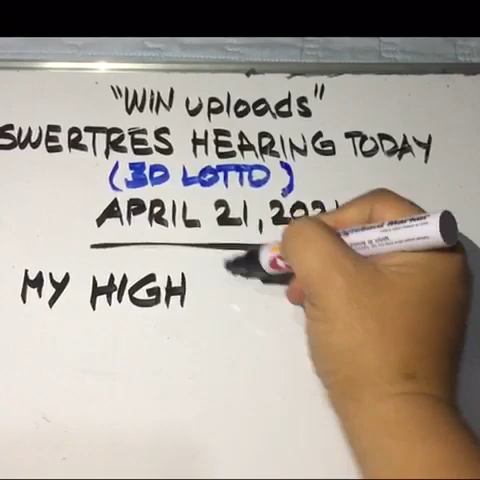 "WIN uploads"
SWERTRES HEARING TODAY
(3D LOTTO)
APRIL 21, 202
MY HIGH